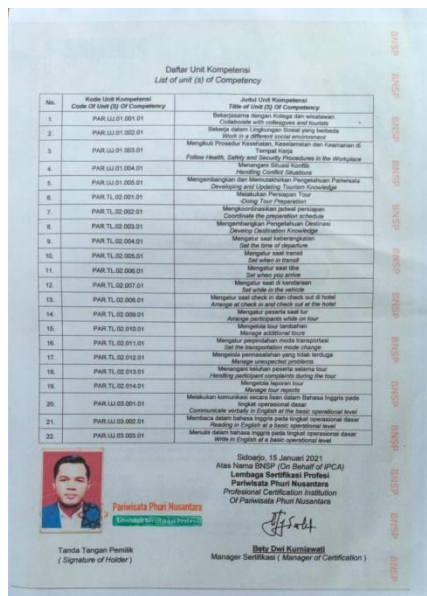 Daftar Unit Kompetensi
List of unit (s) of Competency
No. Kode Unit Kompetensi Judul Unit Kompetensi
Code Of Unit (S) Of Competency Title of Unit (S) Of Competency
1. PAR.UJ.01.001.01 Bekerjasama dengan Kolega dan wisatawan
Collaborate with colleagues and tourists
2. PAR.UJ.01.002.01 Bekerja dalam Lingkungan Sosial yang berbeda
Work in a different social environment
3. PAR.UJ.01.003.01 Mengikuti Prosedur Kesehatan, Keselamatan dan Keamanan di
Tempat Kerja
Follow Health, Safety and Security Procedures in the Workplace
4. PAR.UJ.01.004.01 Menangani Situasi Konflik
Handling Conflict Situations
5. PAR.UJ.01.005.01 Mengembangkan dan Memutakhirkan Pengetahuan Pariwisata
Developing and Updating Tourism Knowledge
6. PAR.TL.02.001.01 Melakukan Persiapan Tour
Doing Tour Preparation
7. PAR.TL.02.002.01 Mengkoordinasikan jadwal persiapan
Coordinate the preparation schedule
8. PAR.TL.02.003.01 Mengembangkan Pengetahuan Destinasi
Develop Destination Knowledge
9. PAR.TL.02.004.01 Mengatur saat keberangkatan
Set the time of departure
10. PAR.TL.02.005.01 Mengatur saat transit
Set when in transit
11. PAR.TL.02.006.01 Mengatur saat tiba
Set when you arrive
12. PAR.TL.02.007.01 Mengatur saat di kendaraan
Set while in the vehicle
13. PAR.TL.02.008.01 Mengatur saat check in dan check out di hotel
Arrange at check in and check out at the hotel
14. PAR.TL.02.009.01 Mengatur peserta saat tur
Arrange participants while on tour
15. PAR.TL.02.010.01 Mengelola tour tambahan
Manage additional tours
16. PAR.TL.02.011.01 Mengatur perpindahan moda transportasi
Set the transportation mode change
17. PAR.TL.02.012.01 Mengelola permasalahan yang tidak terduga
Manage unexpected problems
18. PAR.TL.02.013.01 Menangani keluhan peserta selama tour
Handling participant complaints during the tour
19. PAR.TL.02.014.01 Mengelola laporan tour
Manage tour reports
20. PAR.UJ.03.001.01 Melakukan komunikasi secara lisan dalam Bahasa Inggris pada
tingkat operasional dasar
Communicate verbally in English at the basic operational level
21. PAR.UJ.03.002.01 Membaca dalam bahasa Inggris pada tingkat operasional dasar
Reading in English at a basic operational level
22. PAR.UJ.03.003.01 Menulis dalam bahasa Inggris pada tingkat operasional dasar
Write in English at a basic operational level
Sidoarjo, 15 Januari 2021
Atas Nama BNSP (On Behalf of IPCA)
Lembaga Sertifikasi Profesi
Pariwisata Phuri Nusantara
Profesional Certification Institution
Of Pariwisata Phuri Nusantara
Pariwisata Phuri Nusantara
Lembaga Sertifikasi Profesi
Tanda Tangan Pemilik
( Signature of Holder )
Bety Dwi Kurniawati
Manager Sertifikasi ( Manager of Certification )
BNSP
BNSP
BNSP
BNSP
BNSP
BNSP
BNSP
BNSP
BNSP
BNSP
BNSP
BNSP
BNSP